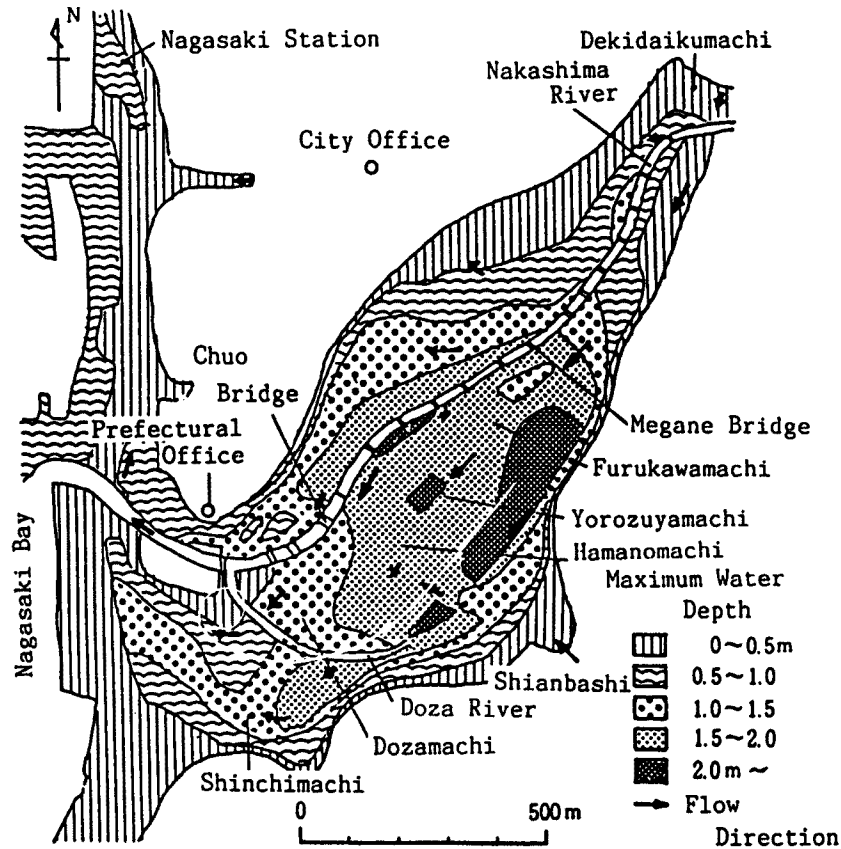 N
Nagasaki Station
Dekidaikumachi
Nakashima
River
City Office
Chuo
Bridge
Prefectural
Office
Megane Bridge
Furukawamachi
Yorozuyamachi
Hamanomachi
Nagasaki Bay
Maximum Water
Depth
0~0.5m
0.5~1.0
1.0~1.5
1.5~2.0
2.0m ~
Flow
Direction
Shianbashi
Doza River
Dozamachi
Shinchimachi
0 500m